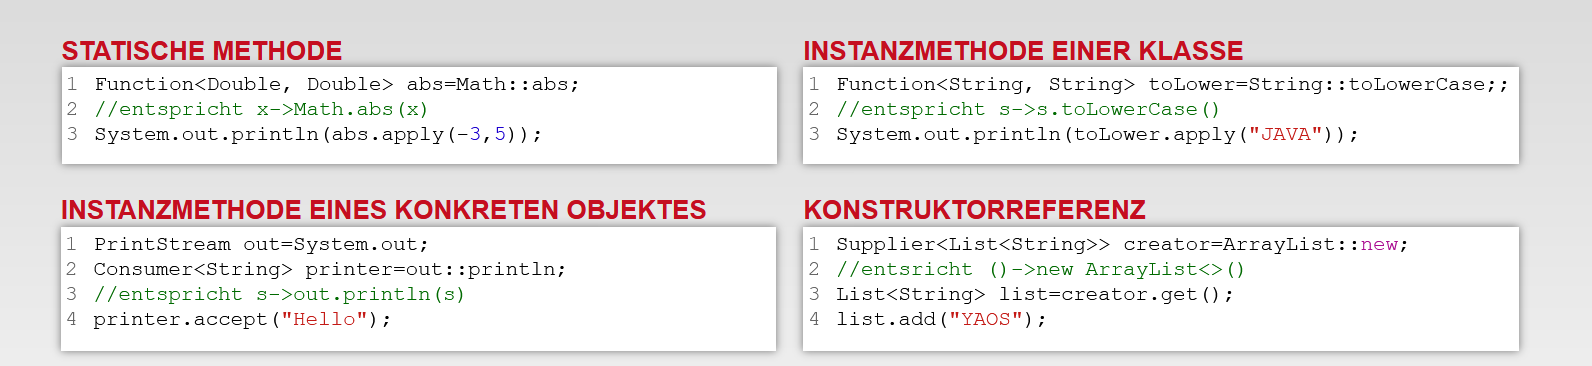 STATISCHE METHODE
1 Function<Double, Double> abs=Math::abs;
2 //entspricht x->Math.abs(x)
3 System.out.println(abs.apply(-3,5));
INSTANZMETHODE EINER KLASSE
1 Function<String, String> toLower=String::toLowerCase;;
2 //entspricht s->s.toLowerCase()
3 System.out.println(toLower.apply("JAVA"));
INSTANZMETHODE EINES KONKRETEN OBJEKTES
1 PrintStream out=System.out;
2 Consumer<String> printer=out::println;
3 //entspricht s->out.println(s)
4 printer.accept("Hello");
KONSTRUKTORREFERENZ
1 Supplier<List<String>> creator=ArrayList::new;
2 //entsricht ()->new ArrayList<>()
3 List<String> list=creator.get();
4 list.add("YAOS");